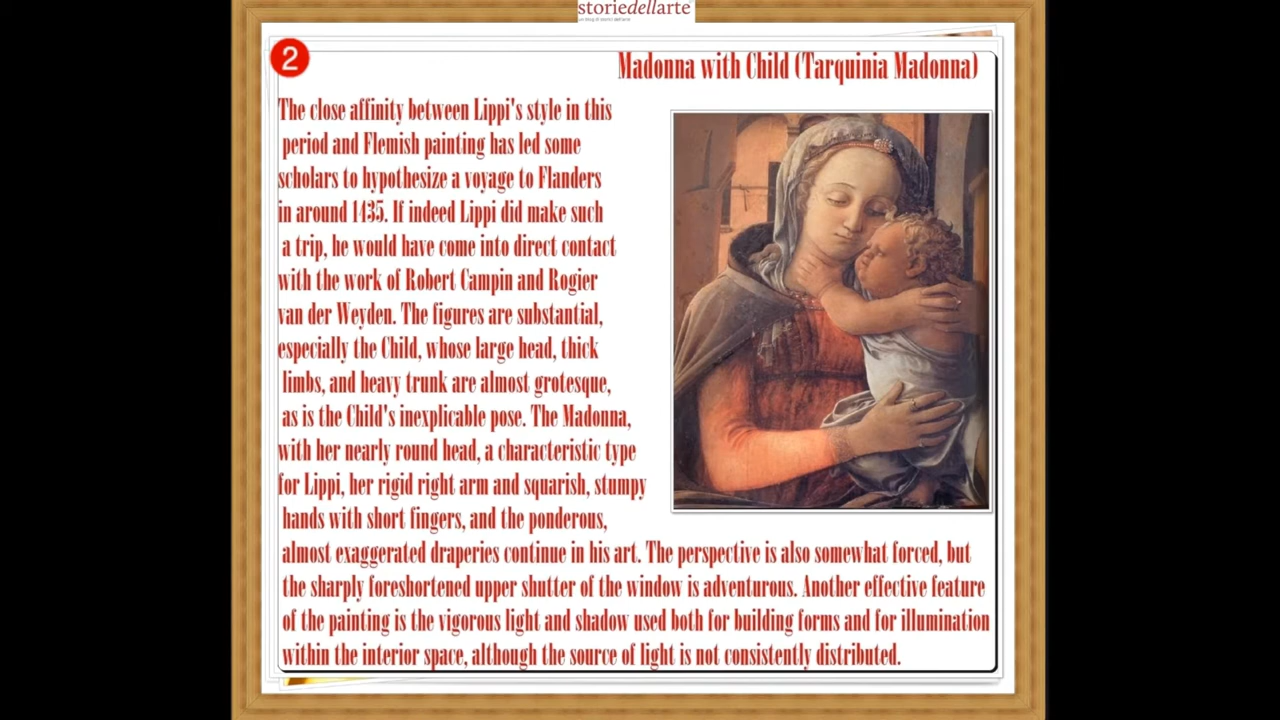 storiedellarte
un blog di storia dell'arte
2
Madonna with Child (Tarquinia Madonna)
The close affinity between Lippi's style in this
period and Flemish painting has led some
scholars to hypothesize a voyage to Flanders
in around 1435. If indeed Lippi did make such
a trip, he would have come into direct contact
with the work of Robert Campin and Rogier
van der Weyden. The figures are substantial,
especially the Child, whose large head, thick
limbs, and heavy trunk are almost grotesque,
as is the Child's inexplicable pose. The Madonna,
with her nearly round head, a characteristic type
for Lippi, her rigid right arm and squarish, stumpy
hands with short fingers, and the ponderous,
almost exaggerated draperies continue in his art. The perspective is also somewhat forced, but
the sharply foreshortened upper shutter of the window is adventurous. Another effective feature
of the painting is the vigorous light and shadow used both for building forms and for illumination
within the interior space, although the source of light is not consistently distributed.